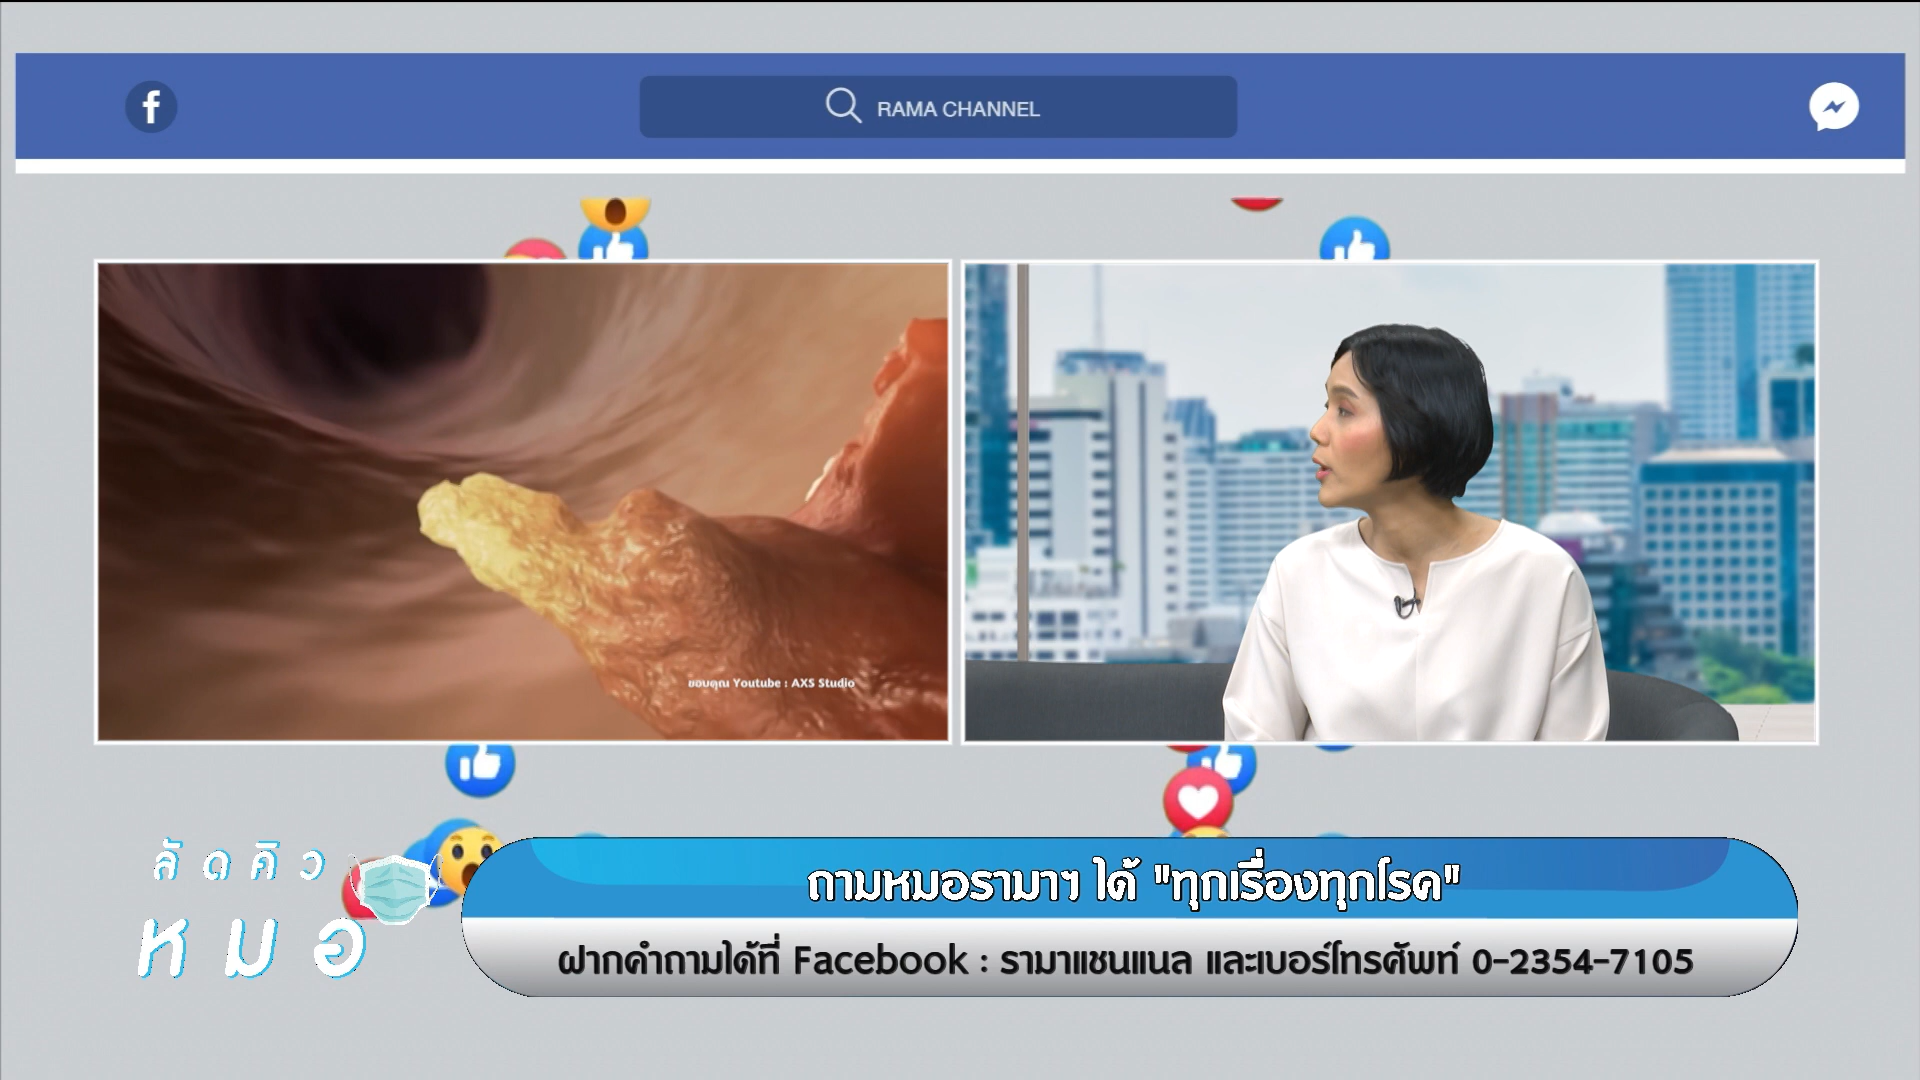 f
RAMA CHANNEL
ขอบคุณ Youtube : AXS Studio
ลัดคิว
หมอ
ถามหมอรามาฯ ได้ "ทุกเรื่องทุกโรค"
ฝากคำถามได้ที่ Facebook : รามาแชนแนล และเบอร์โทรศัพท์ 0-2354-7105